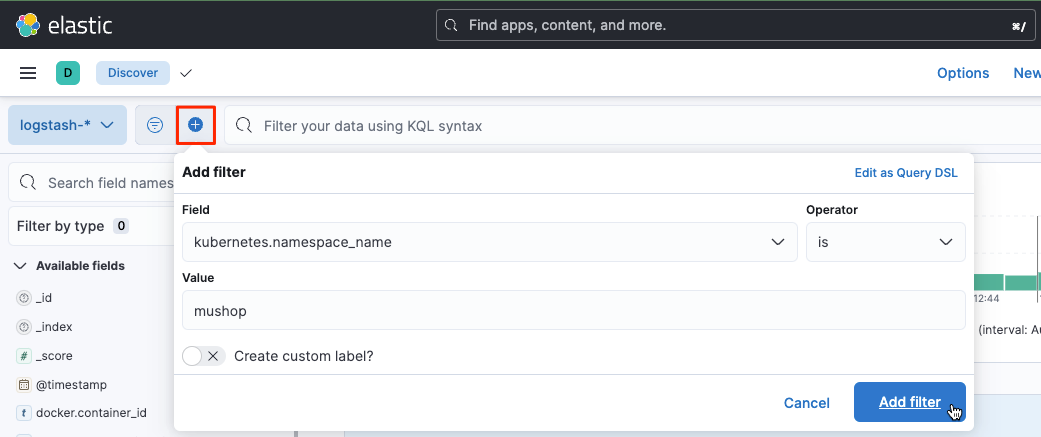 elastic
Find apps, content, and more.
⌘/
D
Discover
Options
New
logstash-*
Filter your data using KQL syntax
Search field names
Filter by type 0
Available fields
_id
_index
_score
@timestamp
t docker.container_id
Add filter
Edit as Query DSL
Field
Operator
kubernetes.namespace_name
is
Value
mushop
Create custom label?
Cancel
Add filter
12:44
(interval: Au